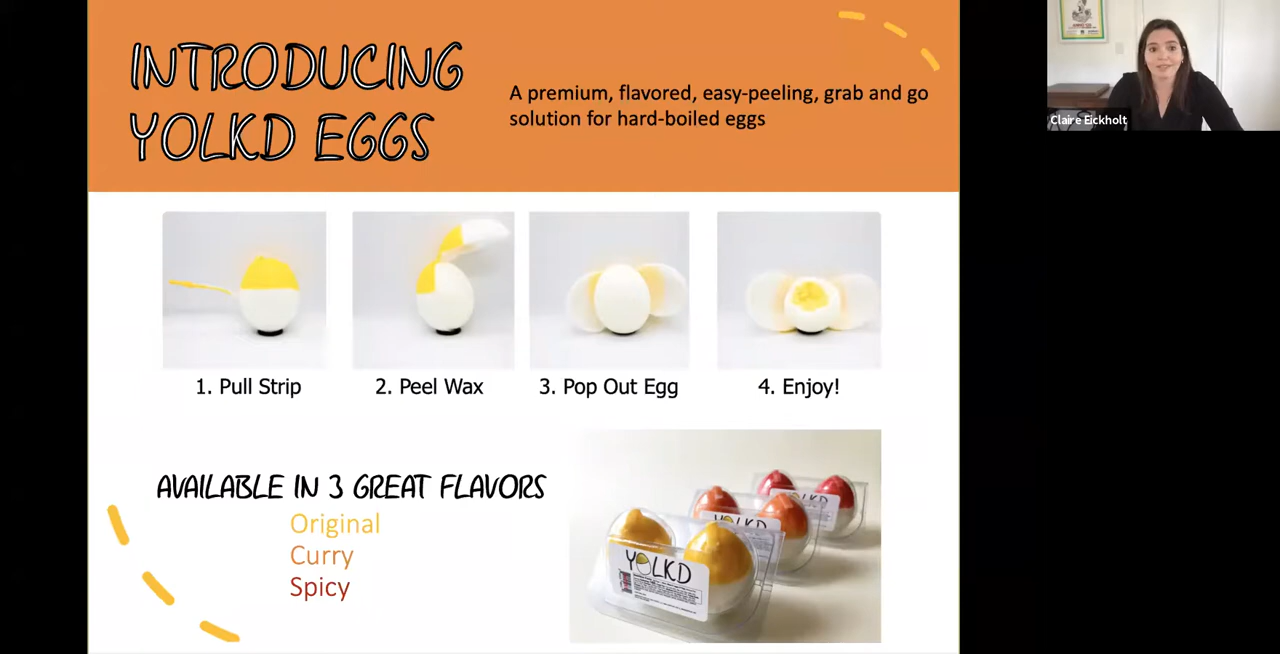 INTRODUCING
YOLKD EGGS
A premium, flavored, easy-peeling, grab and go
solution for hard-boiled eggs
Claire Eickholt
1. Pull Strip
2. Peel Wax
3. Pop Out Egg
4. Enjoy!
AVAILABLE IN 3 GREAT FLAVORS
Original
Curry
Spicy
YOLKD
YOLKD
YOLKD